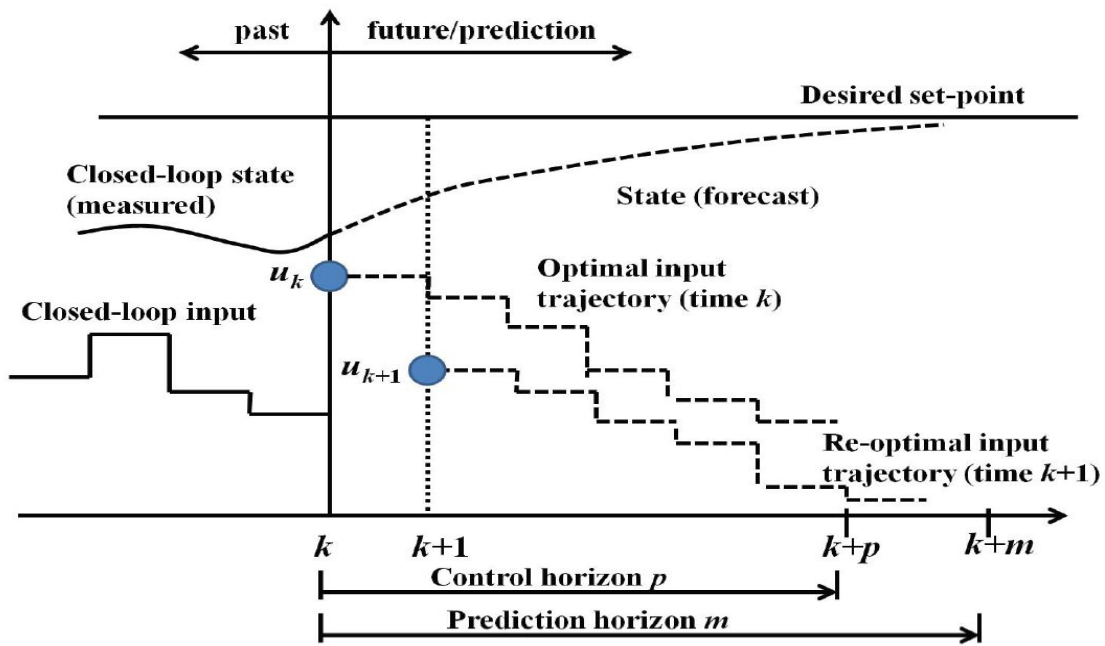 past
future/prediction
Desired set-point
Closed-loop state
(measured)
State (forecast)
u_k
Optimal input
trajectory (time k)
Closed-loop input
u_{k+1}
Re-optimal input
trajectory (time k+1)
k
k+1
k+p
k+m
Control horizon p
Prediction horizon m